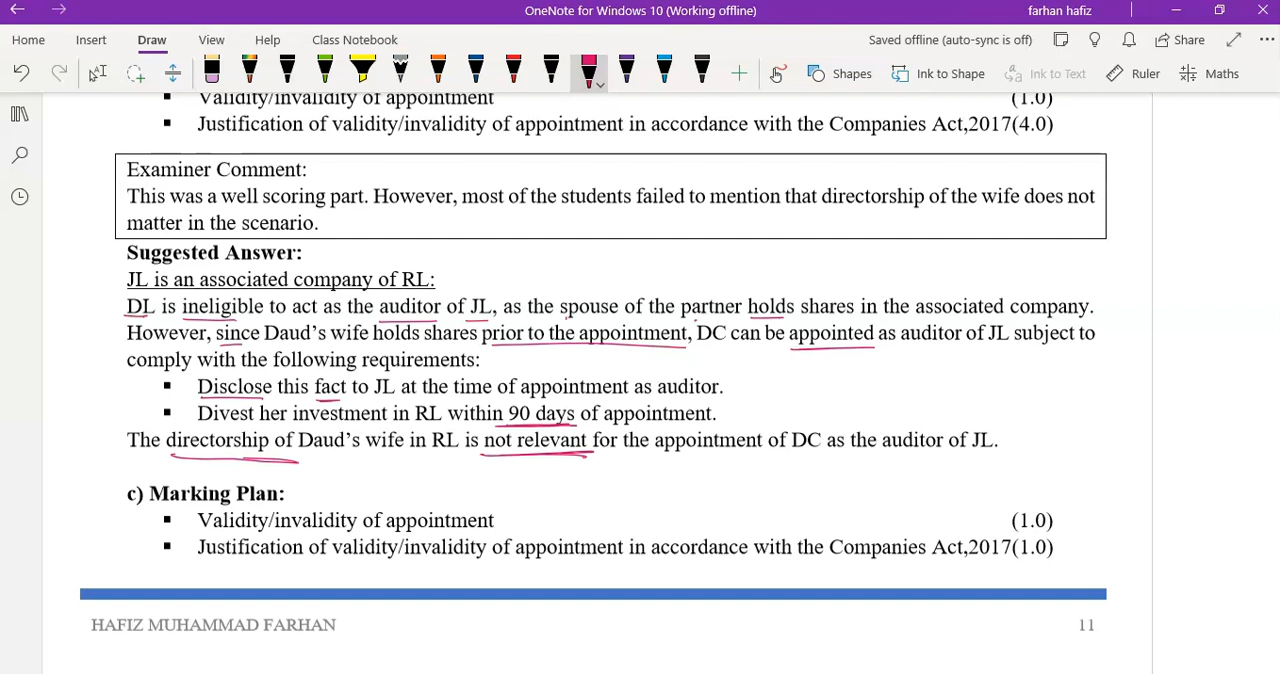 OneNote for Windows 10 (Working offline)
farhan hafiz
Home Insert Draw View Help Class Notebook
Saved offline (auto-sync is off)
Share
Shapes
Ink to Shape
Ink to Text
Ruler
Maths
▪ Validity/invalidity of appointment (1.0)
▪ Justification of validity/invalidity of appointment in accordance with the Companies Act,2017(4.0)
Examiner Comment:
This was a well scoring part. However, most of the students failed to mention that directorship of the wife does not
matter in the scenario.
Suggested Answer:
JL is an associated company of RL:
DL is ineligible to act as the auditor of JL, as the spouse of the partner holds shares in the associated company.
However, since Daud's wife holds shares prior to the appointment, DC can be appointed as auditor of JL subject to
comply with the following requirements:
▪ Disclose this fact to JL at the time of appointment as auditor.
▪ Divest her investment in RL within 90 days of appointment.
The directorship of Daud's wife in RL is not relevant for the appointment of DC as the auditor of JL.
c) Marking Plan:
▪ Validity/invalidity of appointment (1.0)
▪ Justification of validity/invalidity of appointment in accordance with the Companies Act,2017(1.0)
HAFIZ MUHAMMAD FARHAN 11